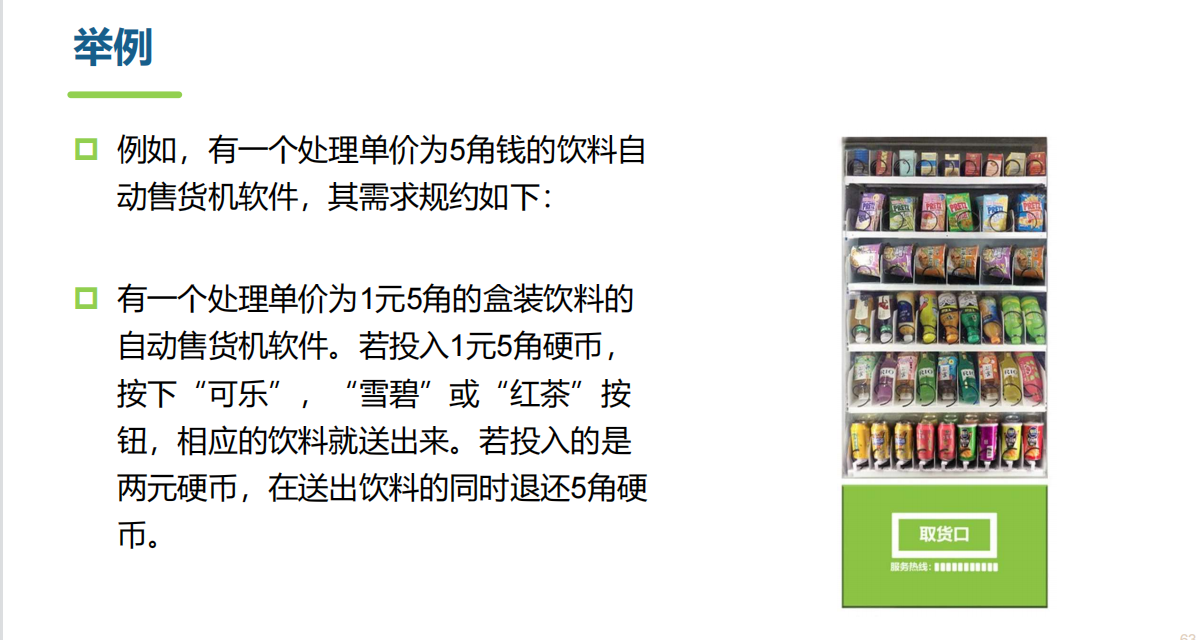 举例
例如，有一个处理单价为5角钱的饮料自
动售货机软件，其需求规约如下：
有一个处理单价为1元5角的盒装饮料的
自动售货机软件。若投入1元5角硬币，
按下“可乐”，“雪碧”或“红茶”按
钮，相应的饮料就送出来。若投入的是
两元硬币，在送出饮料的同时退还5角硬
币。
取货口
服务热线：
63